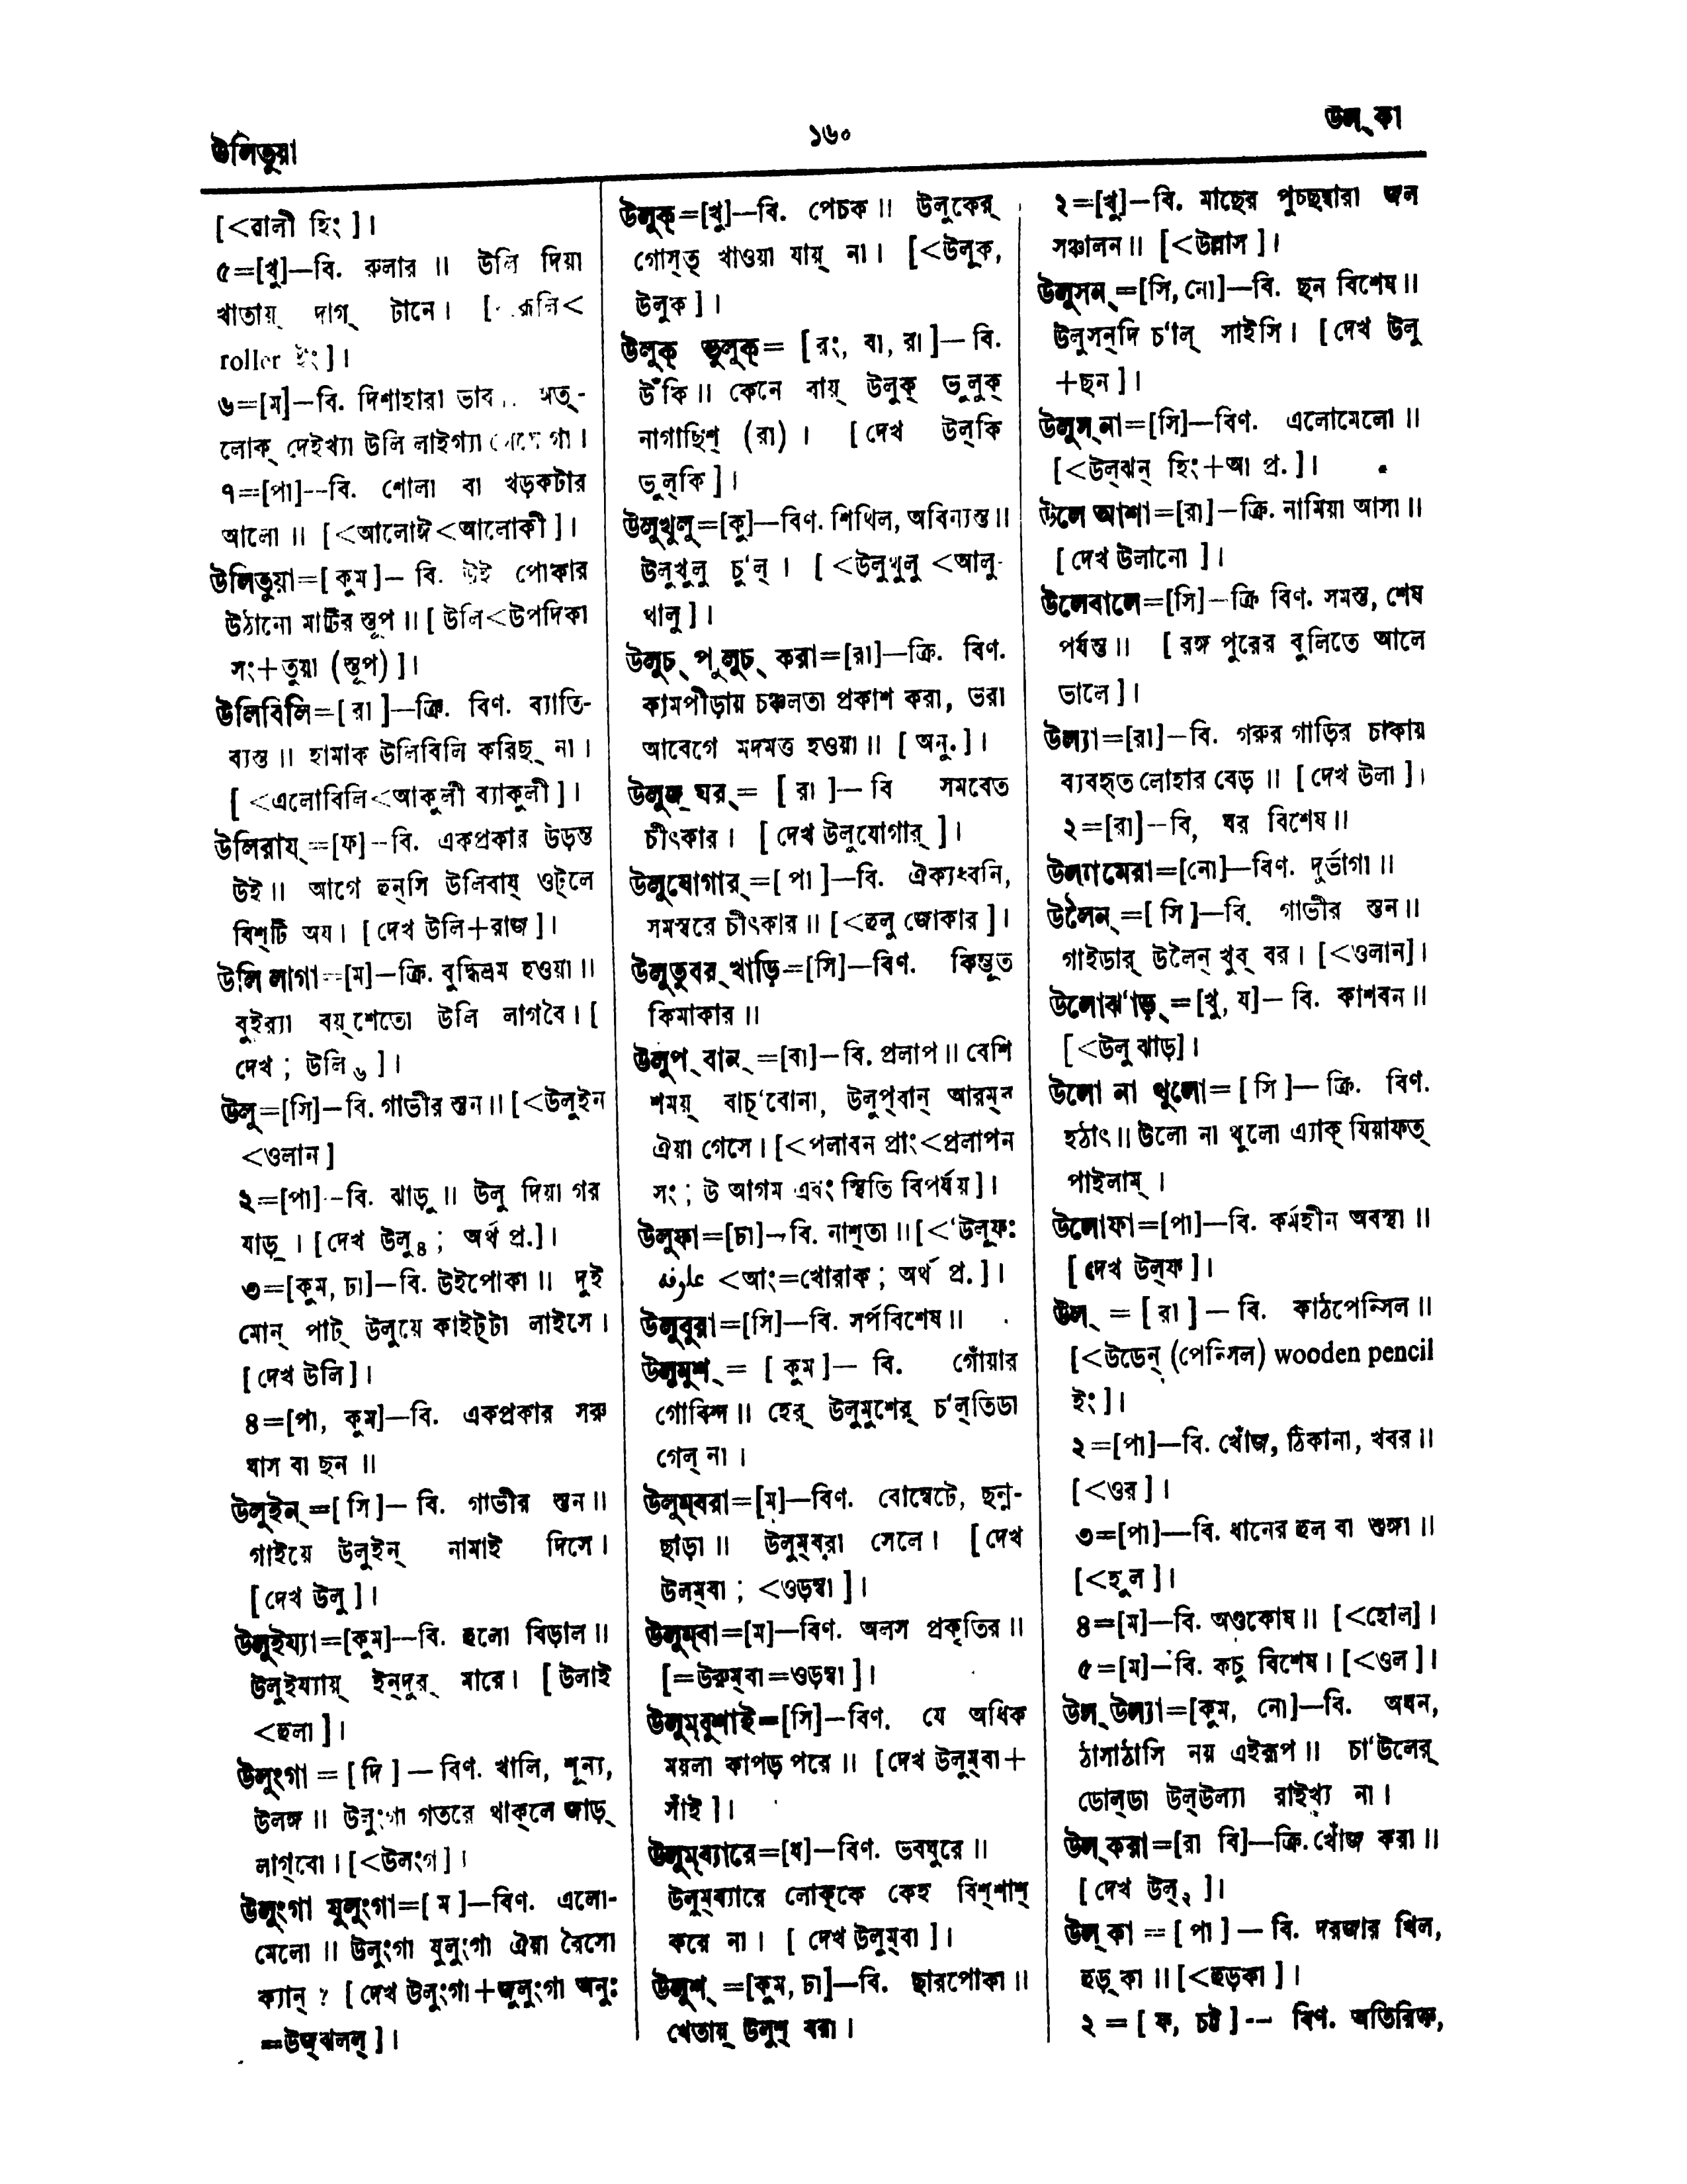 উলিতুয়া
১৬০
উল্‌কা
[<ৱালী হিং]।
৫=[খু]—বি. রুলার ॥ উলি দিয়া
খাতায়্ দাগ্ টানে। [ রুলি<
roller ইং]।
৬=[ম]—বি. দিশাহারা ভাব
লোক্ দেইখ্যা উলি লাইগ্যা গা।
৭=[পা]—বি. শোলা বা খড়কটার
আলো ॥ [<আলোঈ<আলোকী]।
উলিতুয়া=[কুম]— বি. উই পোকার
উঠানো মাটির স্তূপ ॥ [ উলি<উপদিকা
সং+তুয়া (স্তূপ) ]।
উলিবিলি=[রা]—ক্রি. বিণ. ব্যাতি-
ব্যস্ত ॥ হামাক উলিবিলি করিছ্ না।
[ <এলোবিলি<আকুলী ব্যাকুলী ]।
উলিরায্=[ফ]—বি. একপ্রকার উড়ন্ত
উই॥ আগে হুন্‌সি উলিবায্ ওট্‌লে
বিশ্‌টি অয। [ দেখ উলি+রাজ ]।
উলি লাগা=[ম]—ক্রি. বুদ্ধিভ্রম হওয়া ॥
বুইর‍্যা বয়্‌শেতো উলি লাগবৈ। [
দেখ ; উলি৬ ]।
উলু=[সি]—বি. গাভীর স্তন ॥ [<উলুইন
<ওলান ]
২=[পা]—বি. ঝাড়ু ॥ উলু দিয়া গর
যাড়্ । [ দেখ উলু৪ ; অর্থ প্র.]।
৩=[কুম, ঢা]—বি. উইপোকা ॥ দুই
মোন্ পাট্ উলুয়ে কাইট্‌টা লাইসে।
[ দেখ উলি ]।
৪=[পা, কুম]—বি. একপ্রকার সরু
ঘাস বা ছন ॥
উলুইন্=[সি]— বি. গাভীর স্তন ॥
গাইয়ে উলুইন্ নামাই দিসে।
[ দেখ উলু ]।
উলুইয্যা=[কুম]—বি. হুলো বিড়াল ॥
উলুইয্যায়্ ইন্‌দুর্ মারে। [ উলাই
<হুলা ]।
উলুংগা=[ দি ] — বিণ. খালি, শূন্য,
উলঙ্গ ॥ উলুংগা গতরে থাক্‌লে জাড়্
লাগ্‌বো। [<উলংগ]।
উলুংগা যুলুংগা=[ ম ]—বিণ. এলো-
মেলো ॥ উলুংগা যুলুংগা ঐয়া রৈসো
ক্যান্ ? [ দেখ উলুংগা+জুলুংগা অনুঃ
=উজ্‌ঝলল্ ]।
উলুক্=[খু]—বি. পেচক ॥ উলুকের্
গোস্‌ত্ খাওয়া যায়্ না। [<উলূক,
উলুক ]।
উলুক্ ভুলুক্= [ রং, বা, রা ]— বি.
উঁকি ॥ কেনে বায়্ উলুক্ ভুলুক্
নাগাছিশ্ (রা) । [ দেখ উল্‌কি
ভুল্‌কি ]।
উলুখুলু=[কু]—বিণ. শিথিল, অবিন্যস্ত ॥
উলুখুলু চু'ল্ । [ <উলুথুলু <আলু-
থালু ]।
উলুচ্ পুলুচ্ করা=[রা]—ক্রি. বিণ.
কামপীড়ায় চঞ্চলতা প্রকাশ করা, ভরা
আবেগে মদমত্ত হওয়া ॥ [ অনু. ]।
উলুজ্ ঘর্= [ রা ]— বি সমবেত
চীৎকার। [ দেখ উলুযোগার্ ]।
উলুযোগার্=[ পা ]—বি. ঐক্যংবনি,
সমস্বরে চীৎকার ॥ [ <হুলু জোকার ]।
উলুতুবর্ খাড়ি=[সি]—বিণ. কিম্ভূত
কিমাকার ॥
উলুপ্ বান্=[বা]—বি. প্রলাপ ॥ বেশি
শময়্ বাচ্'বোনা, উলুপ্‌বান্ আরম্‌ব
ঐয়া গেসে। [<পলাবন প্রাং<প্রলাপন
সং ; উ আগম এবং স্থিতি বিপর্যয় ]।
উলুফা=[চা]—বি. নাশ্‌তা ॥ [<'উলূফঃ
علوفه <আং=খোরাক ; অর্থ প্র. ]।
উলুবুরা=[সি]—বি. সর্পবিশেষ ॥
উলুমুশ্ = [ কুম ]— বি. গোঁয়ার
গোবিন্দ ॥ হের্ উলুমুশের্ চ'ল্‌তিডা
গেল্ না।
উলুম্‌বরা=[ম]—বিণ. বোম্বেটে, ছন্ন-
ছাড়া ॥ উলুম্‌বরা সেলে। [ দেখ
উলম্‌বা ; <ওড়ম্বা ]।
উলুম্‌বা=[ম]—বিণ. অলস প্রকৃতির ॥
[=উরুম্‌বা=ওড়ম্বা ]।
উলুম্‌বুশাই=[সি]—বিণ. যে অধিক
ময়লা কাপড় পরে ॥ [ দেখ উলুম্‌বা+
সাঁই ]।
উলুম্‌ব্যারে=[ষ]—বিণ. ভবঘুরে ॥
উলুম্‌ব্যারে লোক্‌কে কেহ বিশ্‌শাশ্
করে না। [ দেখ উলুম্‌বা ]।
উলুশ্=[কুম, ঢা]—বি. ছারপোকা ॥
খেতায়্ উলুশ্ বরা।
২=[খু]—বি. মাছের পুচছদ্বারা জল
সঞ্চালন ॥ [<উল্লাস ]।
উলুসন্=[সি, নো]—বি. ছন বিশেষ ॥
উলুসন্‌দি চ'াল্ সাইসি। [ দেখ উলু
+ছন ]।
উলুস্‌না=[সি]—বিণ. এলোমেলো ॥
[<উল্‌ঝন্ হিং+আ প্র. ]।
উলে আশা=[রা]—ক্রি. নামিয়া আসা ॥
[ দেখ উলানো ]।
উলেবালে=[সি]—ক্রি বিণ. সমস্ত, শেষ
পর্যন্ত ॥ [ রঙ্গ পুরের বুলিতে আলে
ভালে ]।
উল্যা=[রা]—বি. গরুর গাড়ির চাকায়
ব্যবহৃত লোহার বেড় ॥ [ দেখ উলা ]।
২=[রা]—বি, ঘর বিশেষ ॥
উল্যামেরা=[নো]—বিণ. দুর্ভাগা ॥
উলৈন্=[ সি ]—বি. গাভীর স্তন ॥
গাইডার্ উলৈন্ খুব্ বর। [<ওলান]।
উলোঝ'াড়্=[খু, য]— বি. কাশবন ॥
[<উলু ঝাড়]।
উলো না থুলো=[ সি ]— ক্রি. বিণ.
হঠাৎ ॥ উলো না থুলো এ্যাক্ যিয়াফত্
পাইলাম্ ।
উলোফা=[পা]—বি. কর্মহীন অবস্থা ॥
[ দেখ উল্‌ফ ]।
উল্ = [ রা ] — বি. কাঠপেন্সিল ॥
[<উডেন্ (পেন্সিল) wooden pencil
ইং ]।
২=[পা]—বি. খোঁজ, ঠিকানা, খবর ॥
[<ওর ]।
৩=[পা]—বি. ধানের হুল বা শুঙ্গা ॥
[<হুল ]।
৪=[ম]—বি. অণ্ডকোষ ॥ [<হোল]।
৫=[ম]—বি. কচু বিশেষ। [<ওল ]।
উল্ উল্যা=[কুম, নো]—বি. অঘন,
ঠাসাঠাসি নয় এইরূপ ॥ চা'উলের্
ডোল্‌ডা উল্‌উল্যা রাইখ্য না।
উল্ করা=[রা বি]—ক্রি. খোঁজ করা ॥
[ দেখ উল্২ ]।
উল্‌কা=[ পা ] — বি. দরজার খিল,
হুড়্‌কা ॥ [<হুড়কা ]।
২ = [ ফ, চট্ট ] — বিণ. অতিরিক্ত,